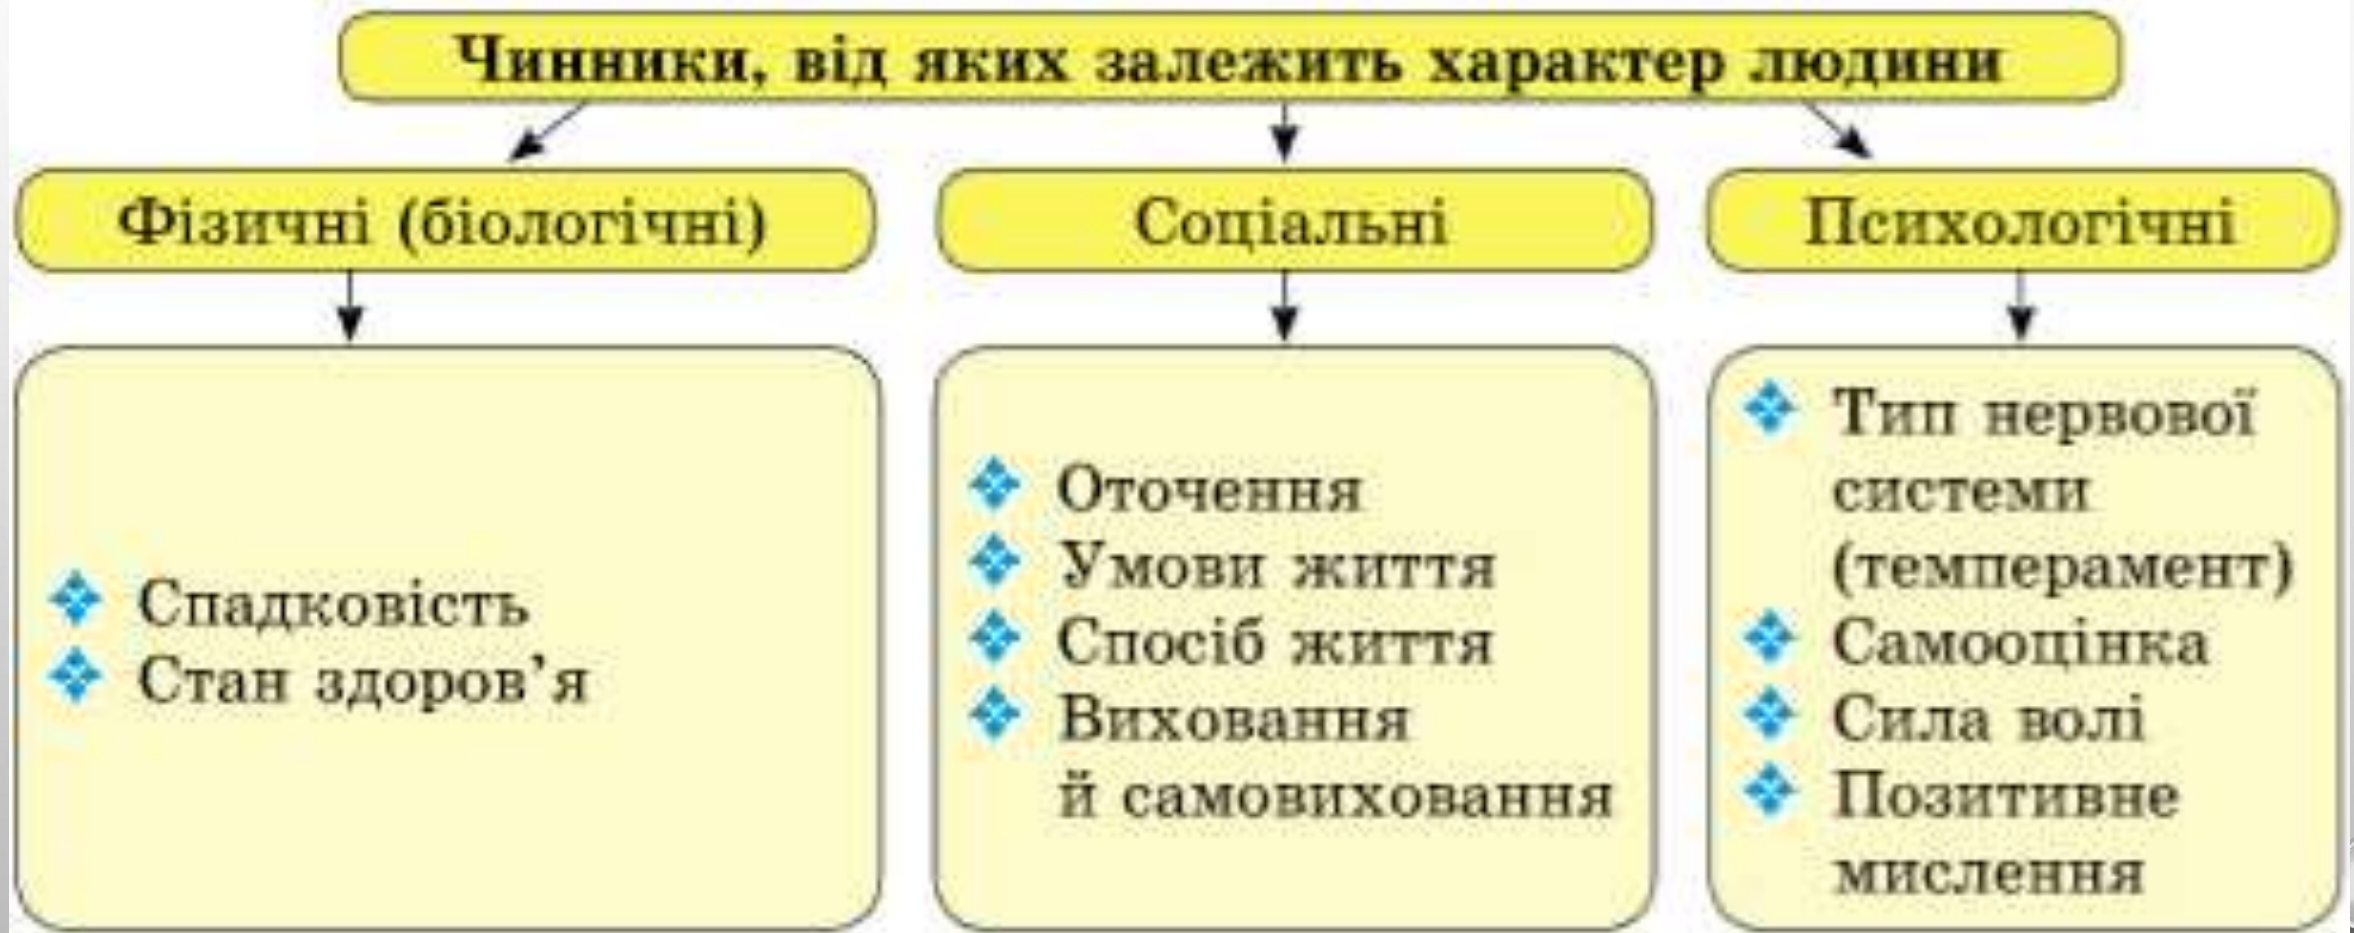 Чинники, від яких залежить характер людини
Фізичні (біологічні)
Спадковість
Стан здоров’я
Соціальні
Оточення
Умови життя
Спосіб життя
Виховання
й самовиховання
Психологічні
Тип нервової
системи
(темперамент)
Самооцінка
Сила волі
Позитивне
мислення